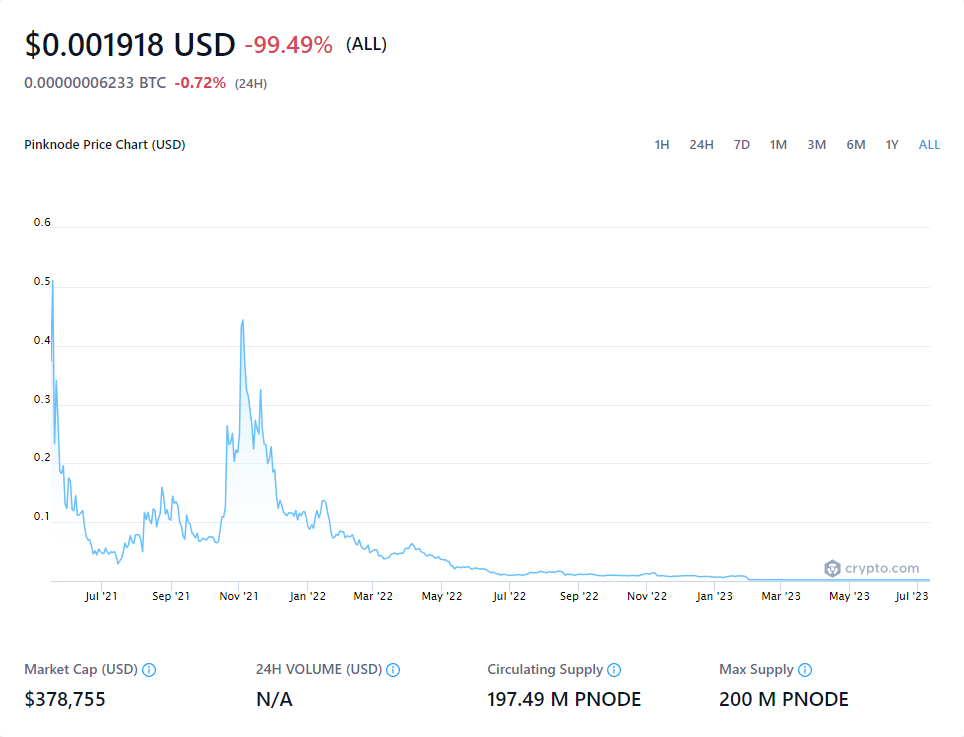 $0.001918 USD -99.49% (ALL)
0.00000006233 BTC -0.72% (24H)
Pinknode Price Chart (USD) 1H 24H 7D 1M 3M 6M 1Y ALL
0.6
0.5
0.4
0.3
0.2
0.1
crypto.com
Jul '21 Sep '21 Nov '21 Jan '22 Mar '22 May '22 Jul '22 Sep '22 Nov '22 Jan '23 Mar '23 May '23 Jul '23
Market Cap (USD) 24H VOLUME (USD) Circulating Supply Max Supply
$378,755 N/A 197.49 M PNODE 200 M PNODE